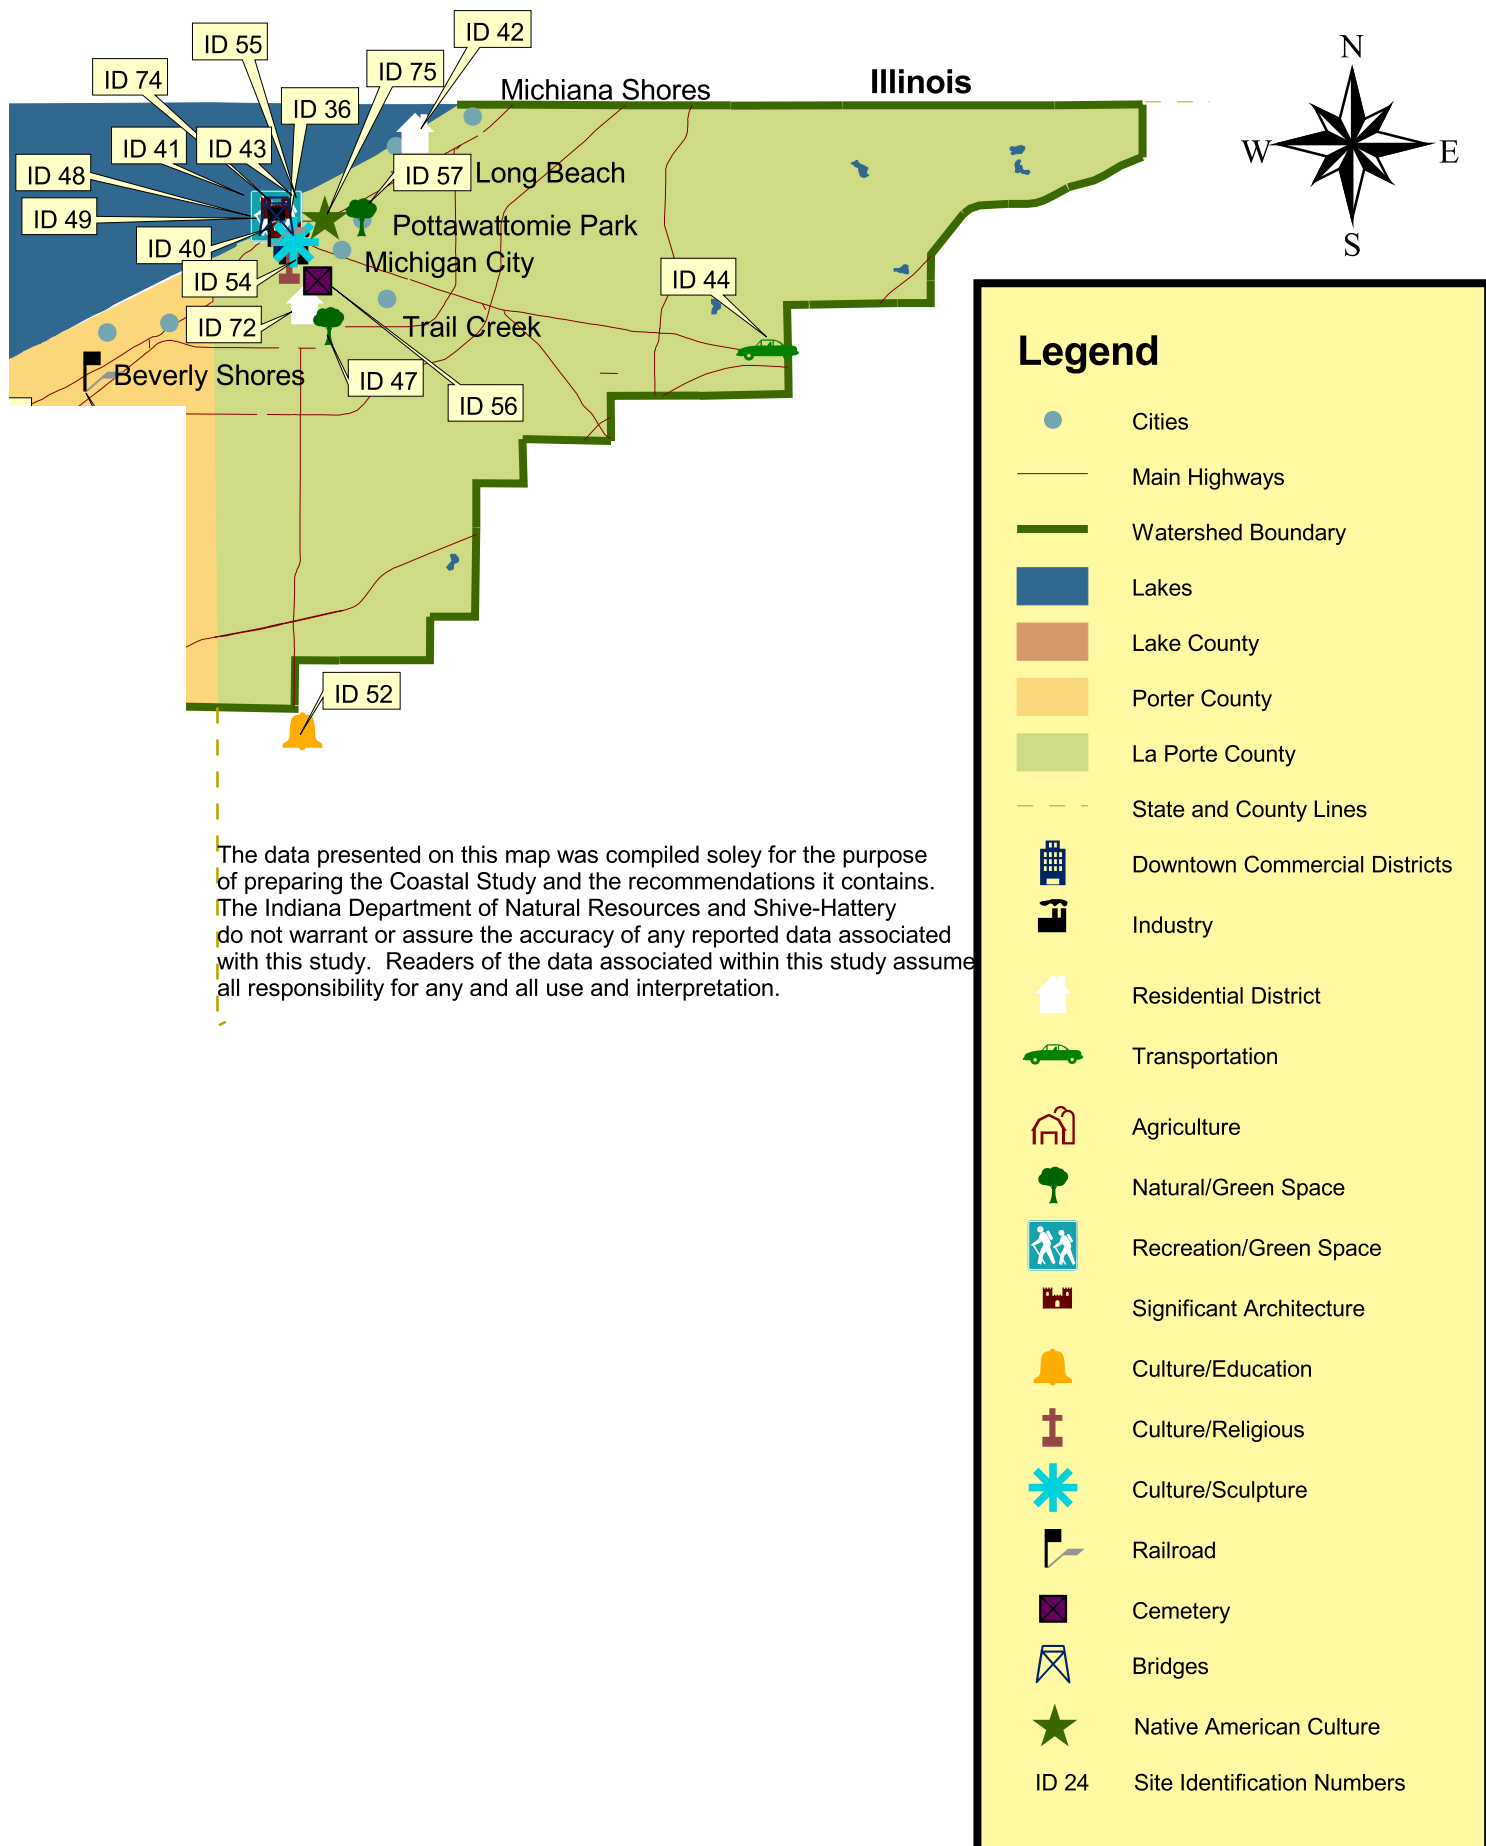 ID 42
ID 55
ID 75
ID 74
Michiana Shores
Illinois
ID 36
ID 41
ID 43
ID 48
ID 57
Long Beach
ID 49
Pottawattomie Park
ID 40
Michigan City
ID 54
ID 44
ID 72
Trail Creek
Beverly Shores
ID 47
ID 56
ID 52
N
W
E
S
The data presented on this map was compiled soley for the purpose
of preparing the Coastal Study and the recommendations it contains.
The Indiana Department of Natural Resources and Shive-Hattery
do not warrant or assure the accuracy of any reported data associated
with this study.  Readers of the data associated within this study assume
all responsibility for any and all use and interpretation.
Legend
Cities
Main Highways
Watershed Boundary
Lakes
Lake County
Porter County
La Porte County
State and County Lines
Downtown Commercial Districts
Industry
Residential District
Transportation
Agriculture
Natural/Green Space
Recreation/Green Space
Significant Architecture
Culture/Education
Culture/Religious
Culture/Sculpture
Railroad
Cemetery
Bridges
Native American Culture
ID 24 Site Identification Numbers